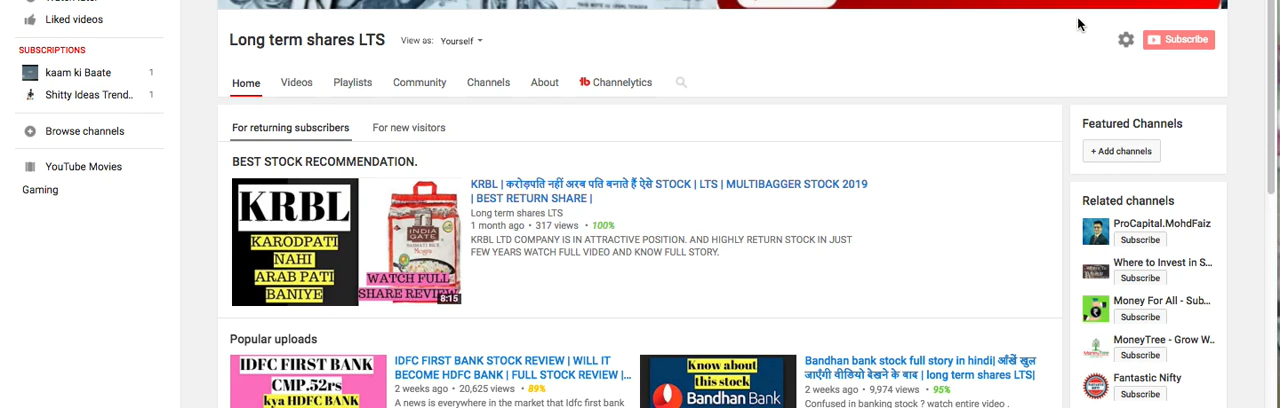 Liked videos
SUBSCRIPTIONS
kaam ki Baate 1
Shitty Ideas Trend.. 1
Browse channels
YouTube Movies
Gaming
Long term shares LTS View as: Yourself
Subscribe
Home Videos Playlists Community Channels About tb Channelytics
For returning subscribers For new visitors
BEST STOCK RECOMMENDATION.
KRBL
KARODPATI
NAHI
ARAB PATI
BANIYE
INDIA
GATE
WATCH FULL
SHARE REVIEW
8:15
KRBL | करोड़पति नहीं अरब पति बनाते हैं ऐसे STOCK | LTS | MULTIBAGGER STOCK 2019
| BEST RETURN SHARE |
Long term shares LTS
1 month ago • 317 views • 100%
KRBL LTD COMPANY IS IN ATTRACTIVE POSITION. AND HIGHLY RETURN STOCK IN JUST
FEW YEARS WATCH FULL VIDEO AND KNOW FULL STORY.
Popular uploads
IDFC FIRST BANK
CMP.52rs
kya HDFC BANK
IDFC FIRST BANK STOCK REVIEW | WILL IT
BECOME HDFC BANK | FULL STOCK REVIEW |...
2 weeks ago • 20,625 views • 89%
A news is everywhere in the market that Idfc first bank
Know about
this stock
Bandhan Bank
Bandhan bank stock full story in hindi| आँखें खुल
जाएँगी वीडियो देखने के बाद | long term shares LTS|
2 weeks ago • 9,974 views • 95%
Confused in banking stock ? watch entire video .
Featured Channels
+ Add channels
Related channels
ProCapital.MohdFaiz
Subscribe
Where to Invest in S...
Subscribe
Money For All - Sub...
Subscribe
MoneyTree - Grow W..
Subscribe
Fantastic Nifty
Subscribe